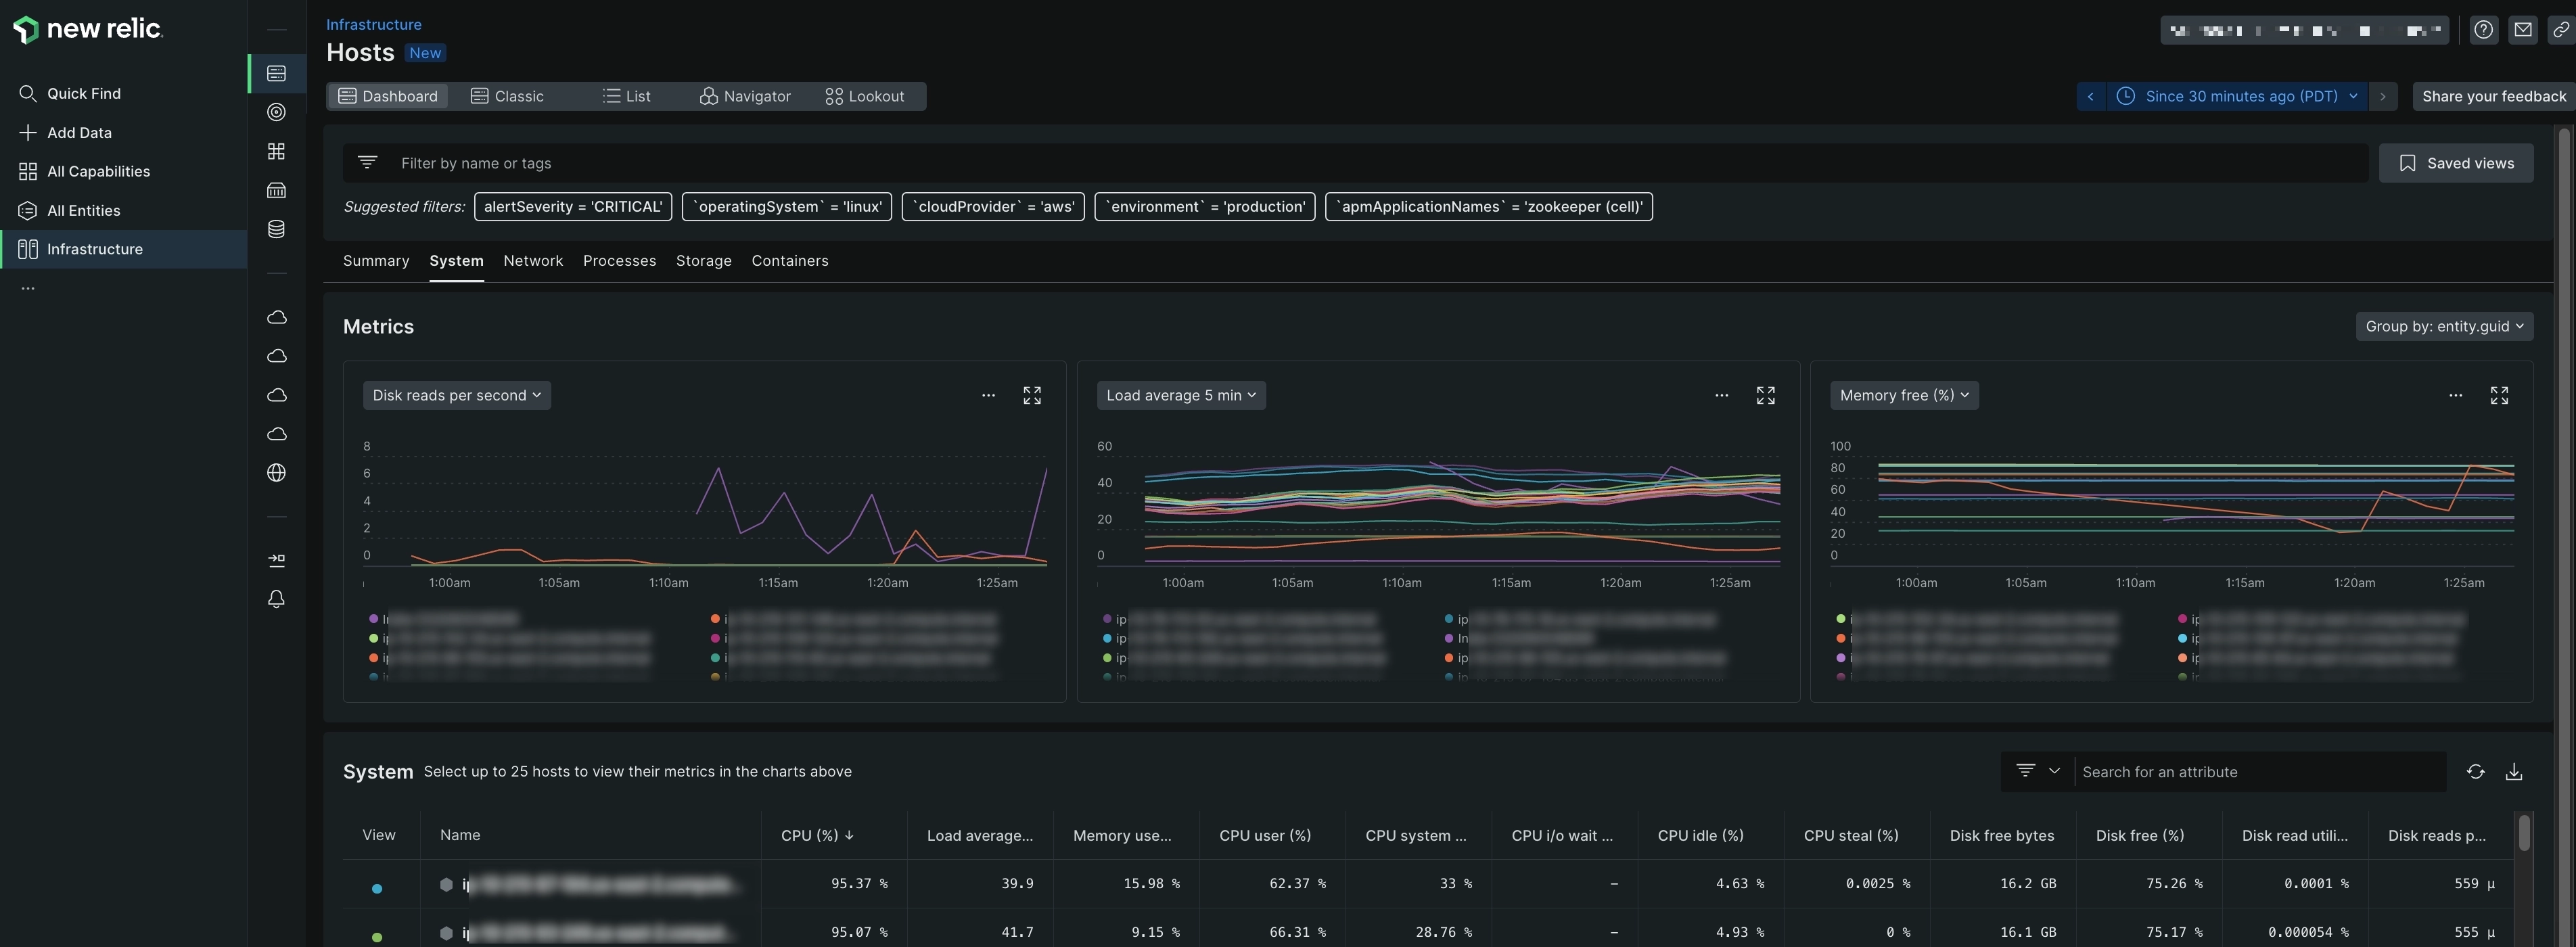 new relic.
Quick Find
Add Data
All Capabilities
All Entities
Infrastructure
...
Infrastructure
Hosts New
Dashboard Classic List Navigator Lookout
Since 30 minutes ago (PDT) Share your feedback
Filter by name or tags Saved views
Suggested filters: alertSeverity = 'CRITICAL' `operatingSystem` = 'linux' `cloudProvider` = 'aws' `environment` = 'production' `apmApplicationNames` = 'zookeeper (cell)'
Summary System Network Processes Storage Containers
Metrics Group by: entity.guid
Disk reads per second ...
8
6
4
2
0
1:00am 1:05am 1:10am 1:15am 1:20am 1:25am
Load average 5 min ...
60
40
20
0
1:00am 1:05am 1:10am 1:15am 1:20am 1:25am
Memory free (%) ...
100
80
60
40
20
0
1:00am 1:05am 1:10am 1:15am 1:20am 1:25am
System Select up to 25 hosts to view their metrics in the charts above Search for an attribute
View Name CPU (%) ↓ Load average... Memory use... CPU user (%) CPU system ... CPU i/o wait ... CPU idle (%) CPU steal (%) Disk free bytes Disk free (%) Disk read utili... Disk reads p...
95.37 % 39.9 15.98 % 62.37 % 33 % – 4.63 % 0.0025 % 16.2 GB 75.26 % 0.0001 % 559 µ
95.07 % 41.7 9.15 % 66.31 % 28.76 % – 4.93 % 0 % 16.1 GB 75.17 % 0.000054 % 555 µ